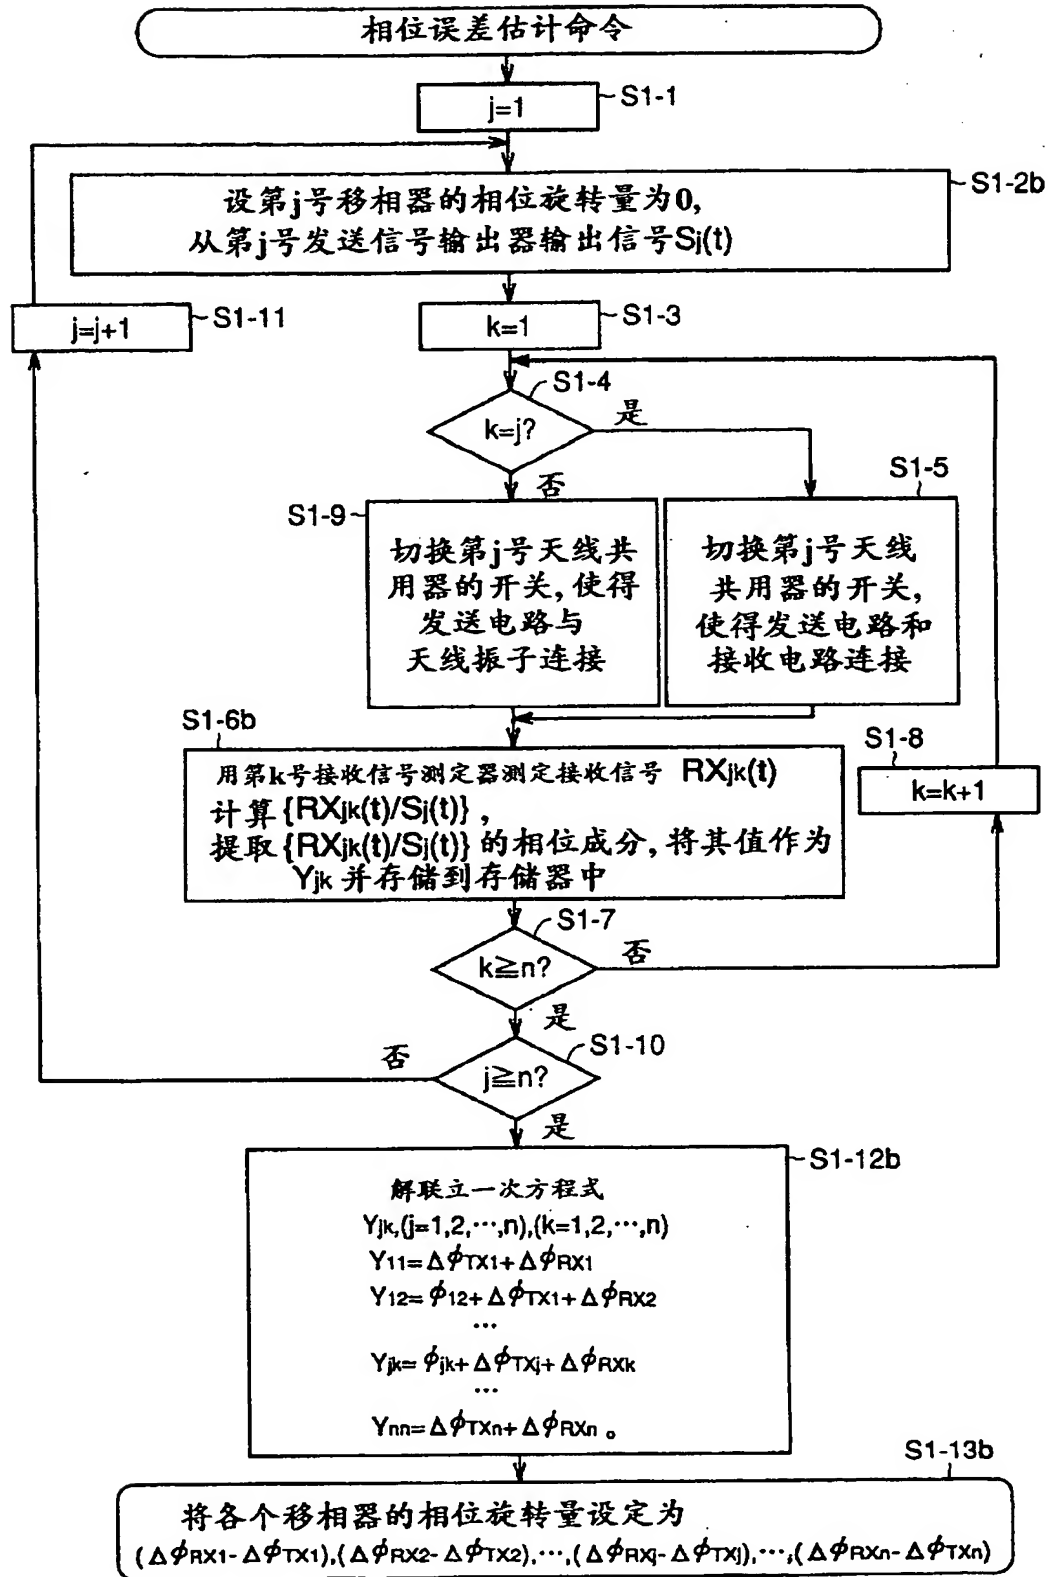 相位误差估计命令
j=1
S1-1
设第j号移相器的相位旋转量为0,
从第j号发送信号输出器输出信号Sj(t)
S1-2b
j=j+1
S1-11
k=1
S1-3
S1-4
k=j?
是
否
S1-5
S1-9
切换第j号天线共
用器的开关,使得
发送电路与
天线振子连接
切换第j号天线
共用器的开关,
使得发送电路和
接收电路连接
S1-6b
用第k号接收信号测定器测定接收信号 RXjk(t)
计算{RXjk(t)/Sj(t)},
提取{RXjk(t)/Sj(t)}的相位成分,将其值作为
Yjk并存储到存储器中
S1-8
k=k+1
S1-7
k≧n?
否
是
S1-10
j≧n?
否
是
S1-12b
解联立一次方程式
Yjk,(j=1,2,⋯,n),(k=1,2,⋯,n)
Y11=ΔϕTX1+ΔϕRX1
Y12=ϕ12+ΔϕTX1+ΔϕRX2
⋯
Yjk=ϕjk+ΔϕTXj+ΔϕRXk
⋯
Ynn=ΔϕTXn+ΔϕRXn。
S1-13b
将各个移相器的相位旋转量设定为
(ΔϕRX1-ΔϕTX1),(ΔϕRX2-ΔϕTX2),⋯,(ΔϕRXj-ΔϕTXj),⋯,(ΔϕRXn-ΔϕTXn)